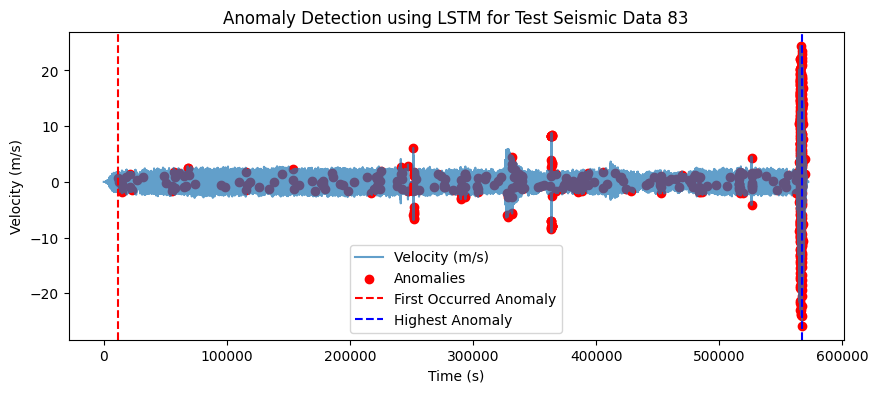 Anomaly Detection using LSTM for Test Seismic Data 83
Velocity (m/s)
20
10
0
−10
−20
Velocity (m/s)
Anomalies
First Occurred Anomaly
Highest Anomaly
0 100000 200000 300000 400000 500000 600000
Time (s)